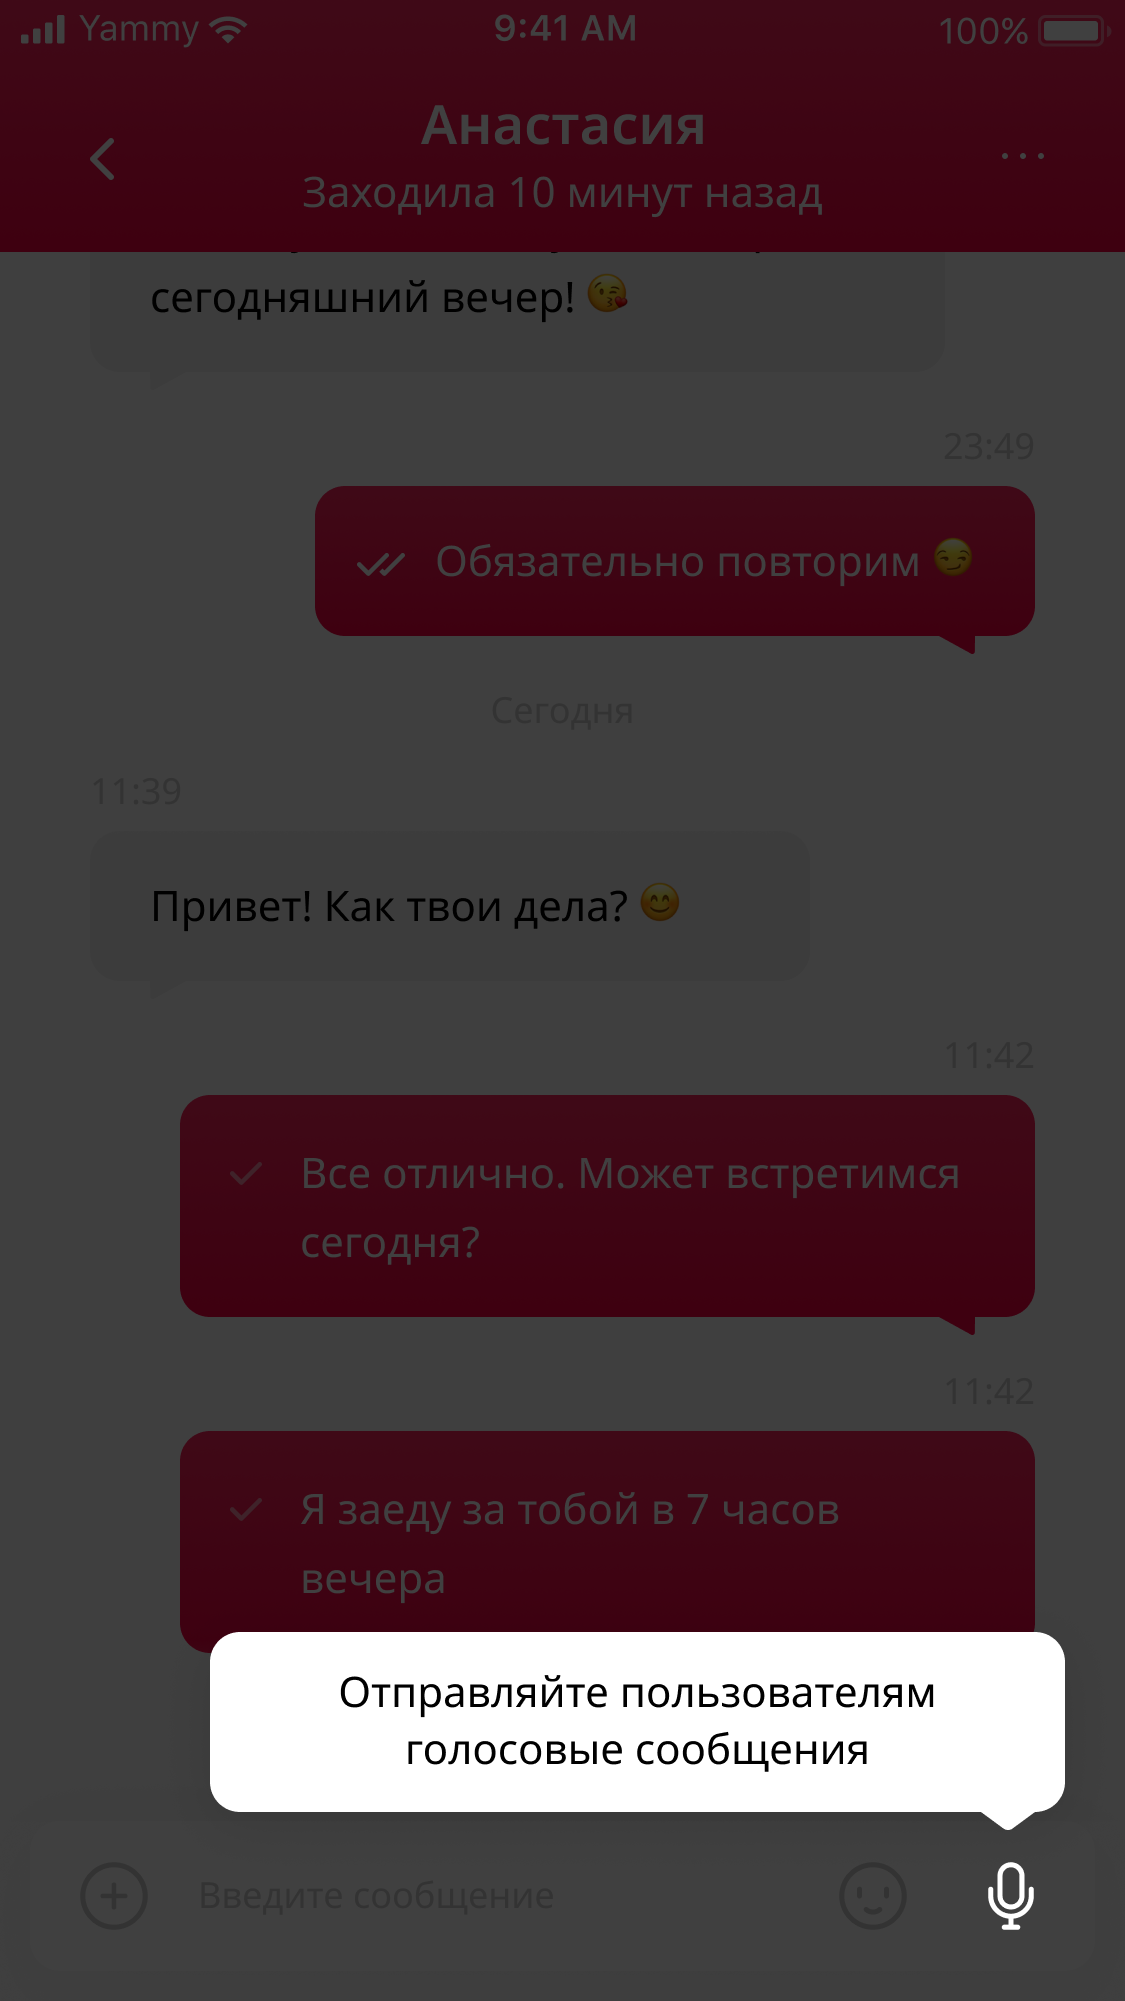 Yammy 9:41 AM 100%
Анастасия
Заходила 10 минут назад
сегодняшний вечер! 😘
23:49
Обязательно повторим 😏
Сегодня
11:39
Привет! Как твои дела? 😊
11:42
Все отлично. Может встретимся
сегодня?
11:42
Я заеду за тобой в 7 часов
вечера
Отправляйте пользователям
голосовые сообщения
Введите сообщение